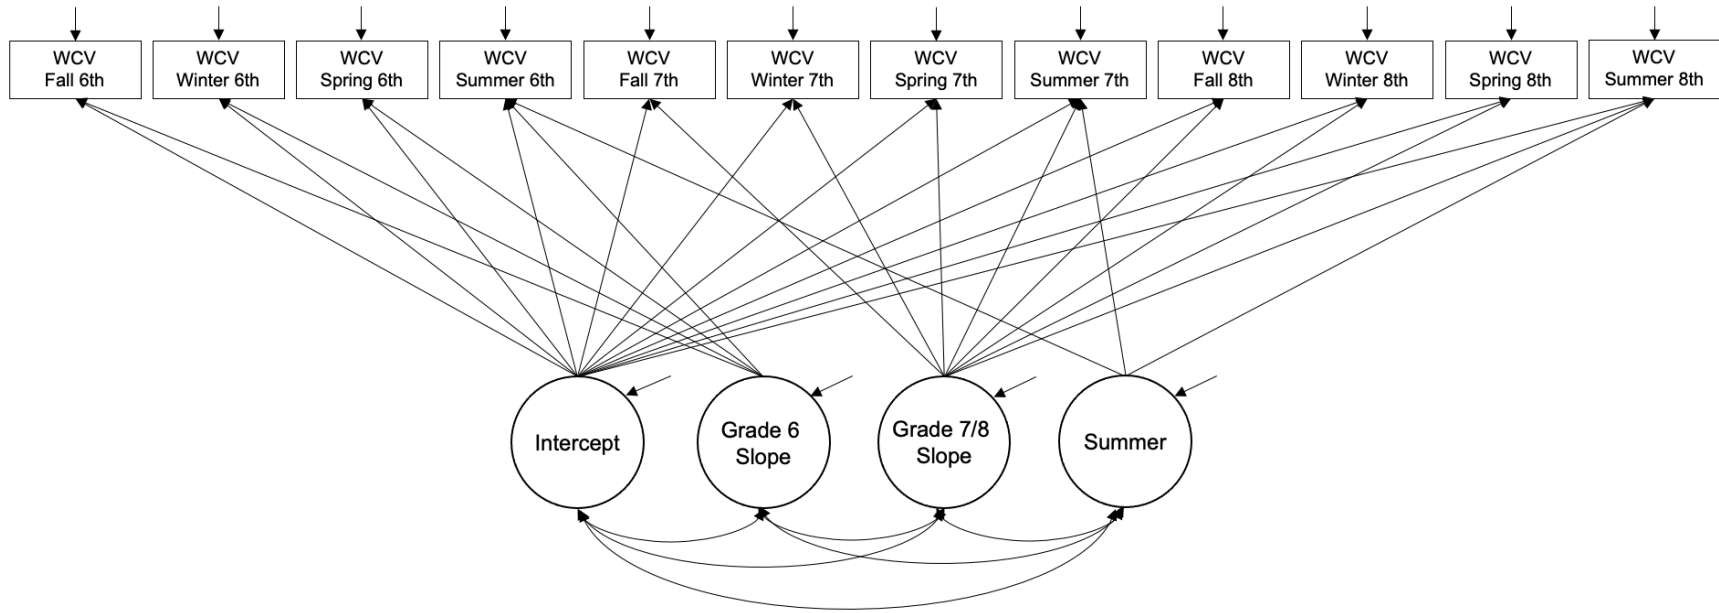 WCV
Fall 6th
WCV
Winter 6th
WCV
Spring 6th
WCV
Summer 6th
WCV
Fall 7th
WCV
Winter 7th
WCV
Spring 7th
WCV
Summer 7th
WCV
Fall 8th
WCV
Winter 8th
WCV
Spring 8th
WCV
Summer 8th
Intercept
Grade 6
Slope
Grade 7/8
Slope
Summer